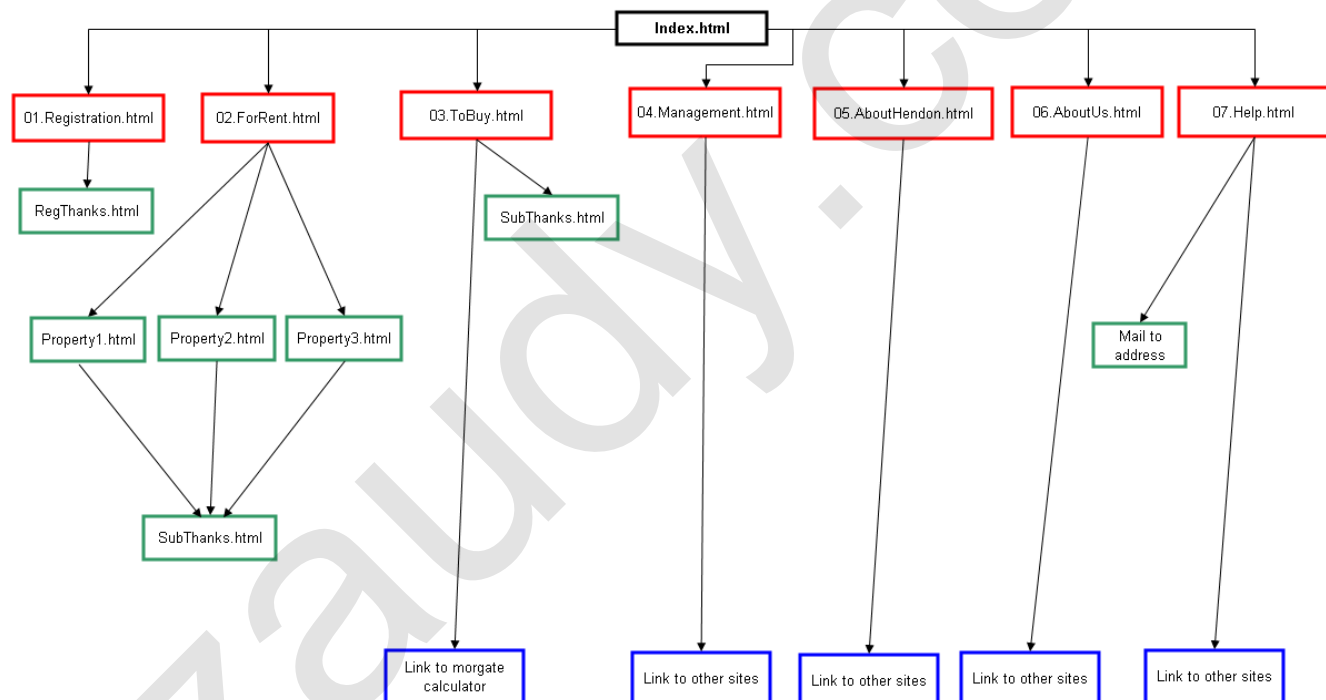 Index.html
01.Registration.html
02.ForRent.html
03.ToBuy.html
04.Management.html
05.AboutHendon.html
06.AboutUs.html
07.Help.html
RegThanks.html
SubThanks.html
Property1.html
Property2.html
Property3.html
Mail to
address
SubThanks.html
Link to morgate
calculator
Link to other sites
Link to other sites
Link to other sites
Link to other sites
zaudy.co